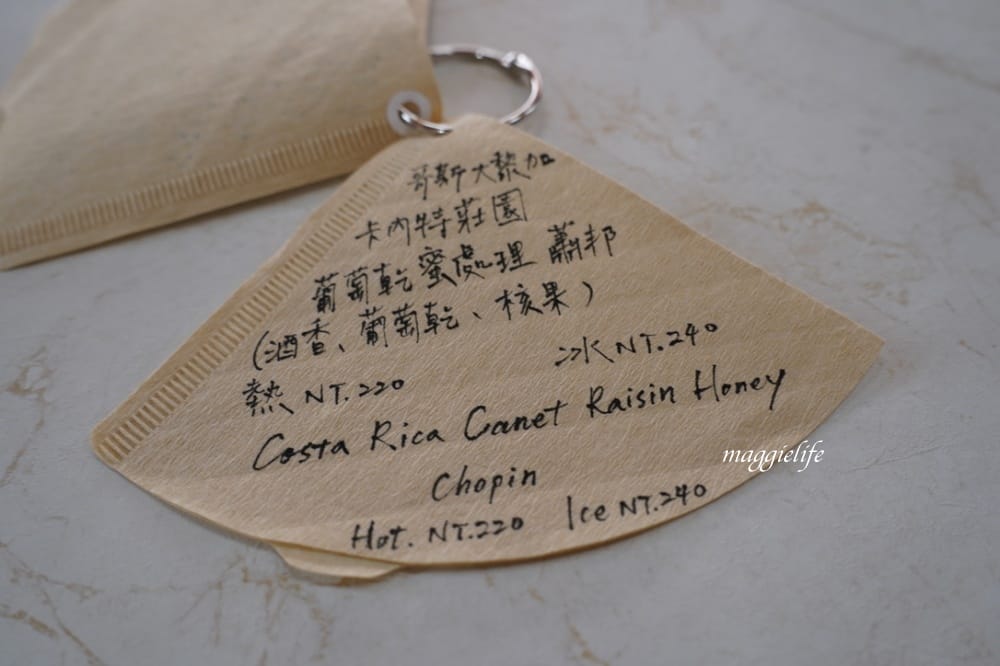 哥斯大黎加
卡內特莊園
葡萄乾蜜處理 蕭邦
(酒香、葡萄乾、核果)
熱 NT.220 冰 NT.240
Costa Rica Canet Raisin Honey
Chopin
Hot. NT.220 Ice NT.240
maggielife